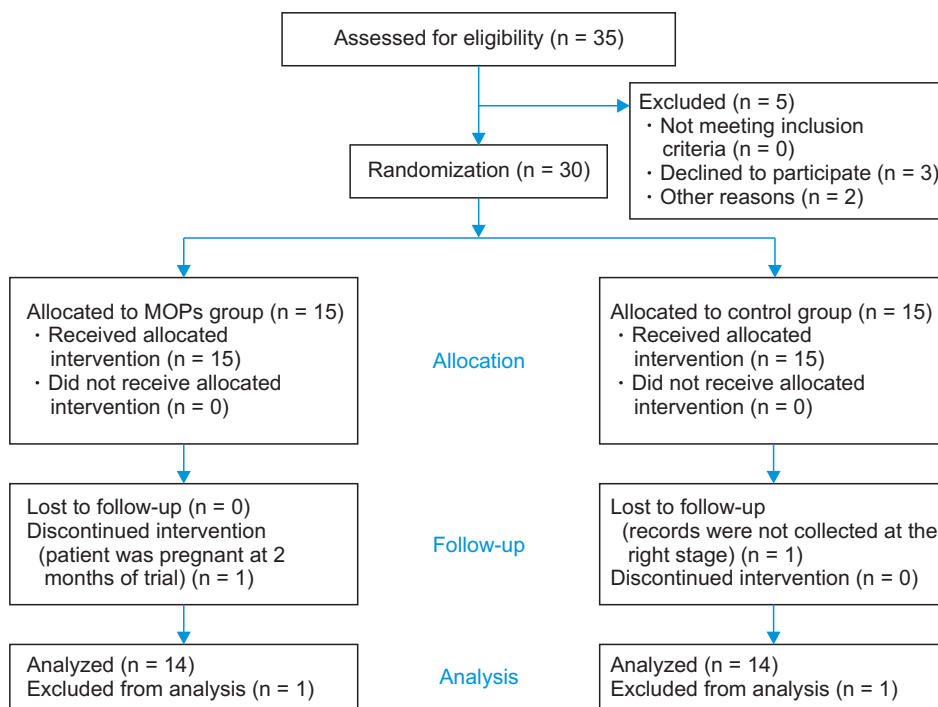 Assessed for eligibility (n = 35)
Excluded (n = 5)
· Not meeting inclusion
criteria (n = 0)
· Declined to participate (n = 3)
· Other reasons (n = 2)
Randomization (n = 30)
Allocated to MOPs group (n = 15)
· Received allocated
intervention (n = 15)
· Did not receive allocated
intervention (n = 0)
Allocation
Allocated to control group (n = 15)
· Received allocated
intervention (n = 15)
· Did not receive allocated
intervention (n = 0)
Lost to follow-up (n = 0)
Discontinued intervention
(patient was pregnant at 2
months of trial) (n = 1)
Follow-up
Lost to follow-up
(records were not collected at the
right stage) (n = 1)
Discontinued intervention (n = 0)
Analyzed (n = 14)
Excluded from analysis (n = 1)
Analysis
Analyzed (n = 14)
Excluded from analysis (n = 1)